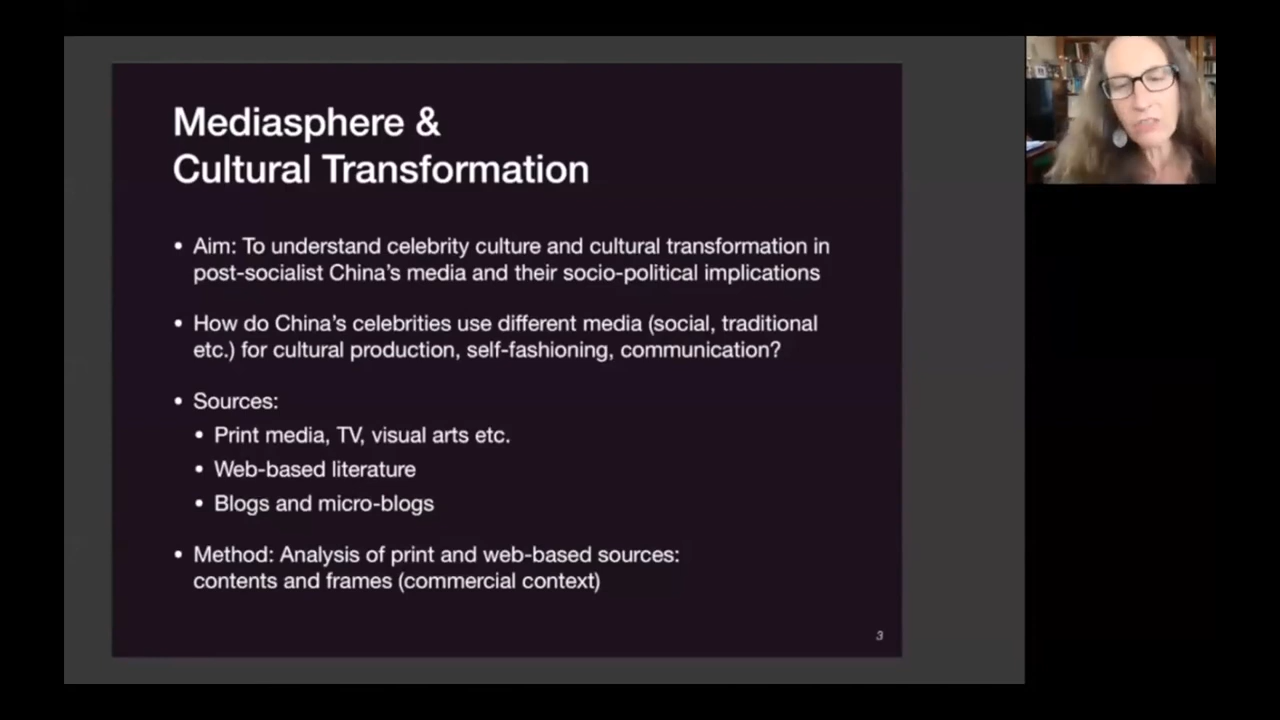 Mediasphere &
Cultural Transformation
• Aim: To understand celebrity culture and cultural transformation in
post-socialist China's media and their socio-political implications
• How do China's celebrities use different media (social, traditional
etc.) for cultural production, self-fashioning, communication?
• Sources:
• Print media, TV, visual arts etc.
• Web-based literature
• Blogs and micro-blogs
• Method: Analysis of print and web-based sources:
contents and frames (commercial context)
3